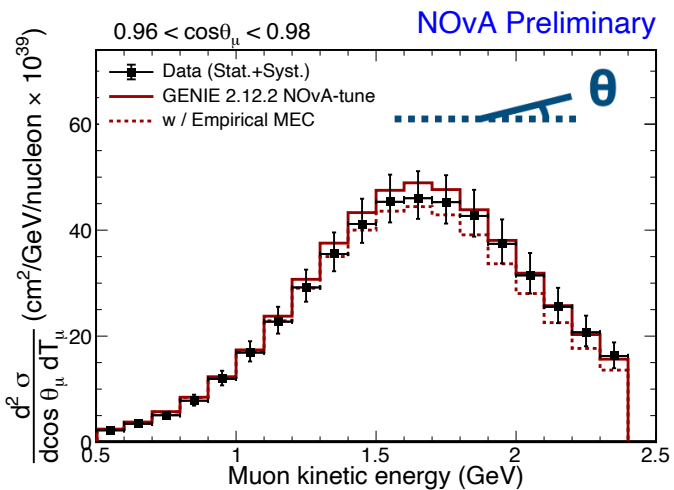 0.96 < cosθμ < 0.98
NOvA Preliminary
Data (Stat.+Syst.)
GENIE 2.12.2 NOvA-tune
w / Empirical MEC
θ
d² σ
dcos θμ dTμ
(cm²/GeV/nucleon × 10³⁹)
60
40
20
0
0.5 1 1.5 2 2.5
Muon kinetic energy (GeV)